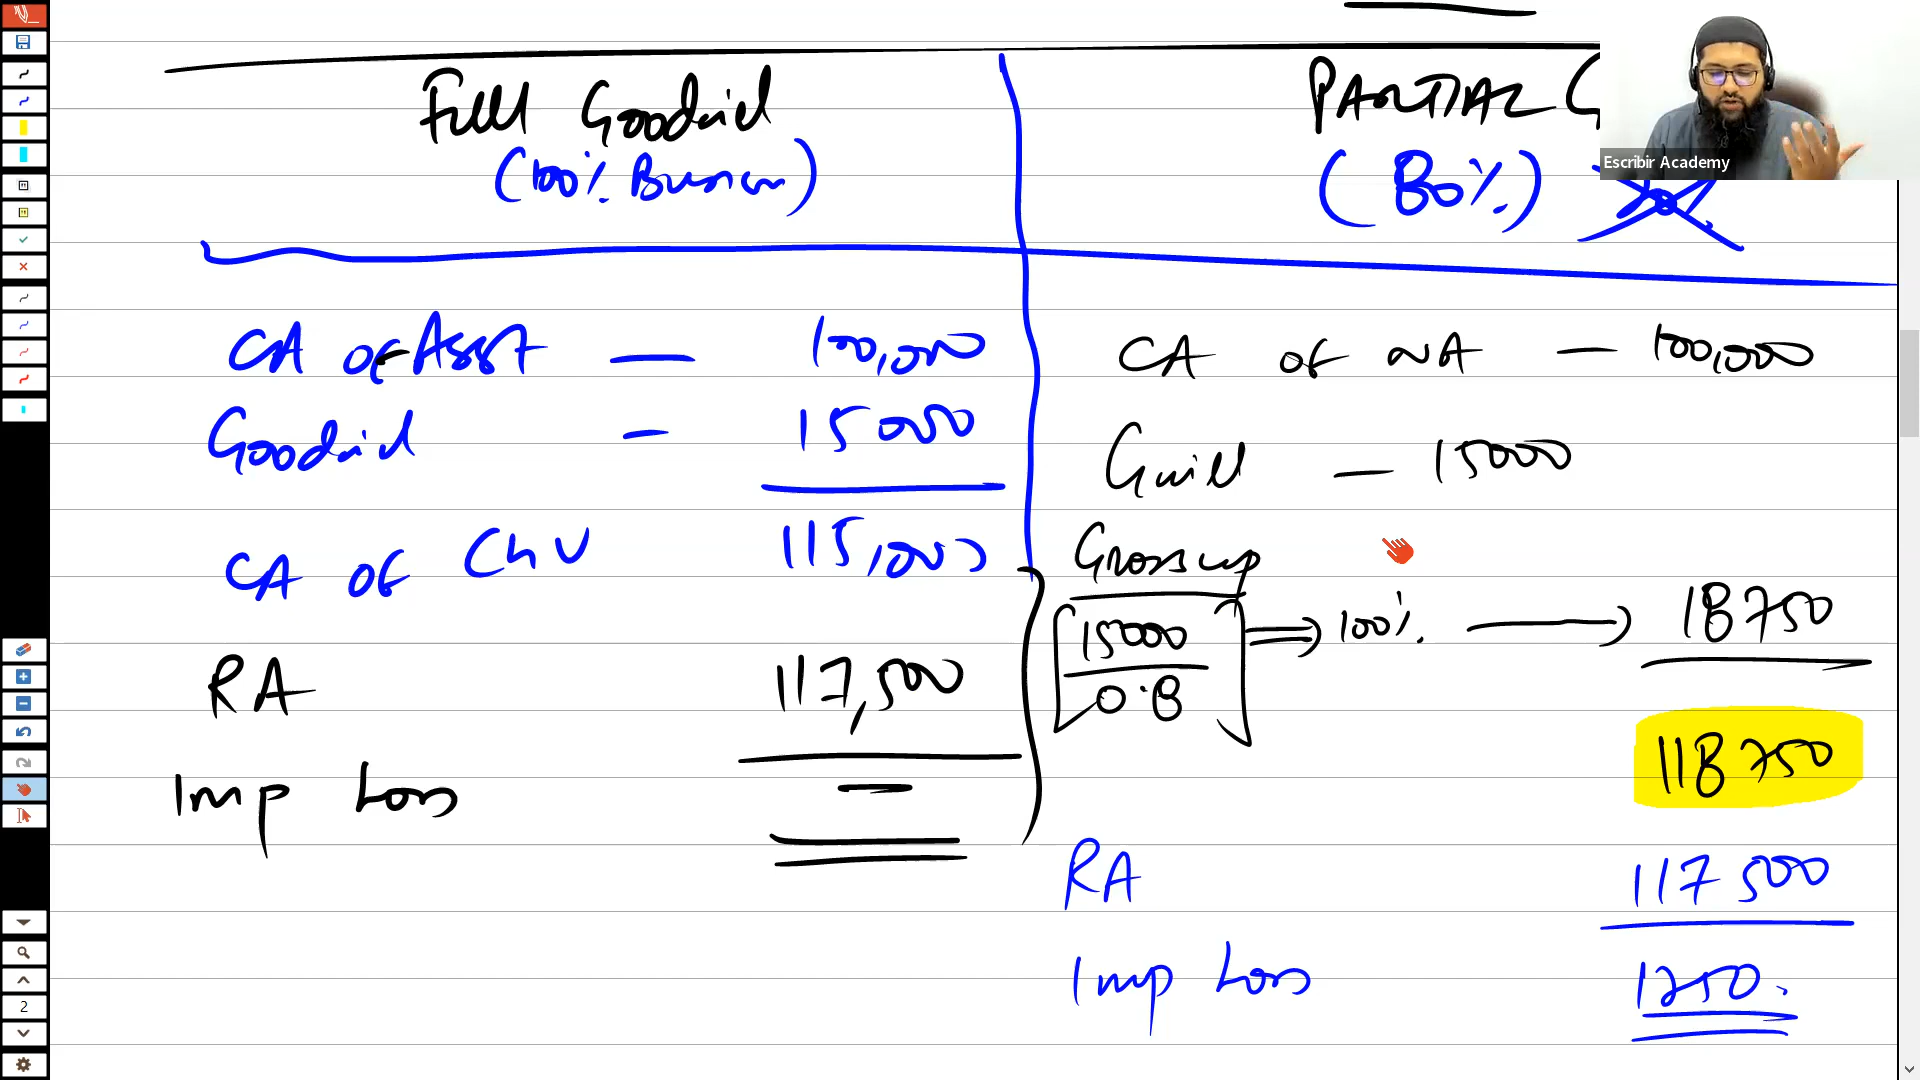 Full Goodwill
(100% Business)
PARTIAL G
(80%)
Escribir Academy
CA of Asset — 100,000
Goodwill — 15000
CA of CGU 115,000
RA 117,500
Imp Loss —
CA of NA — 100,000
Gwill — 15000
Gross up
[15000
0.8] ⇒ 100% → 18750
118750
RA 117500
Imp Loss 1250.
2